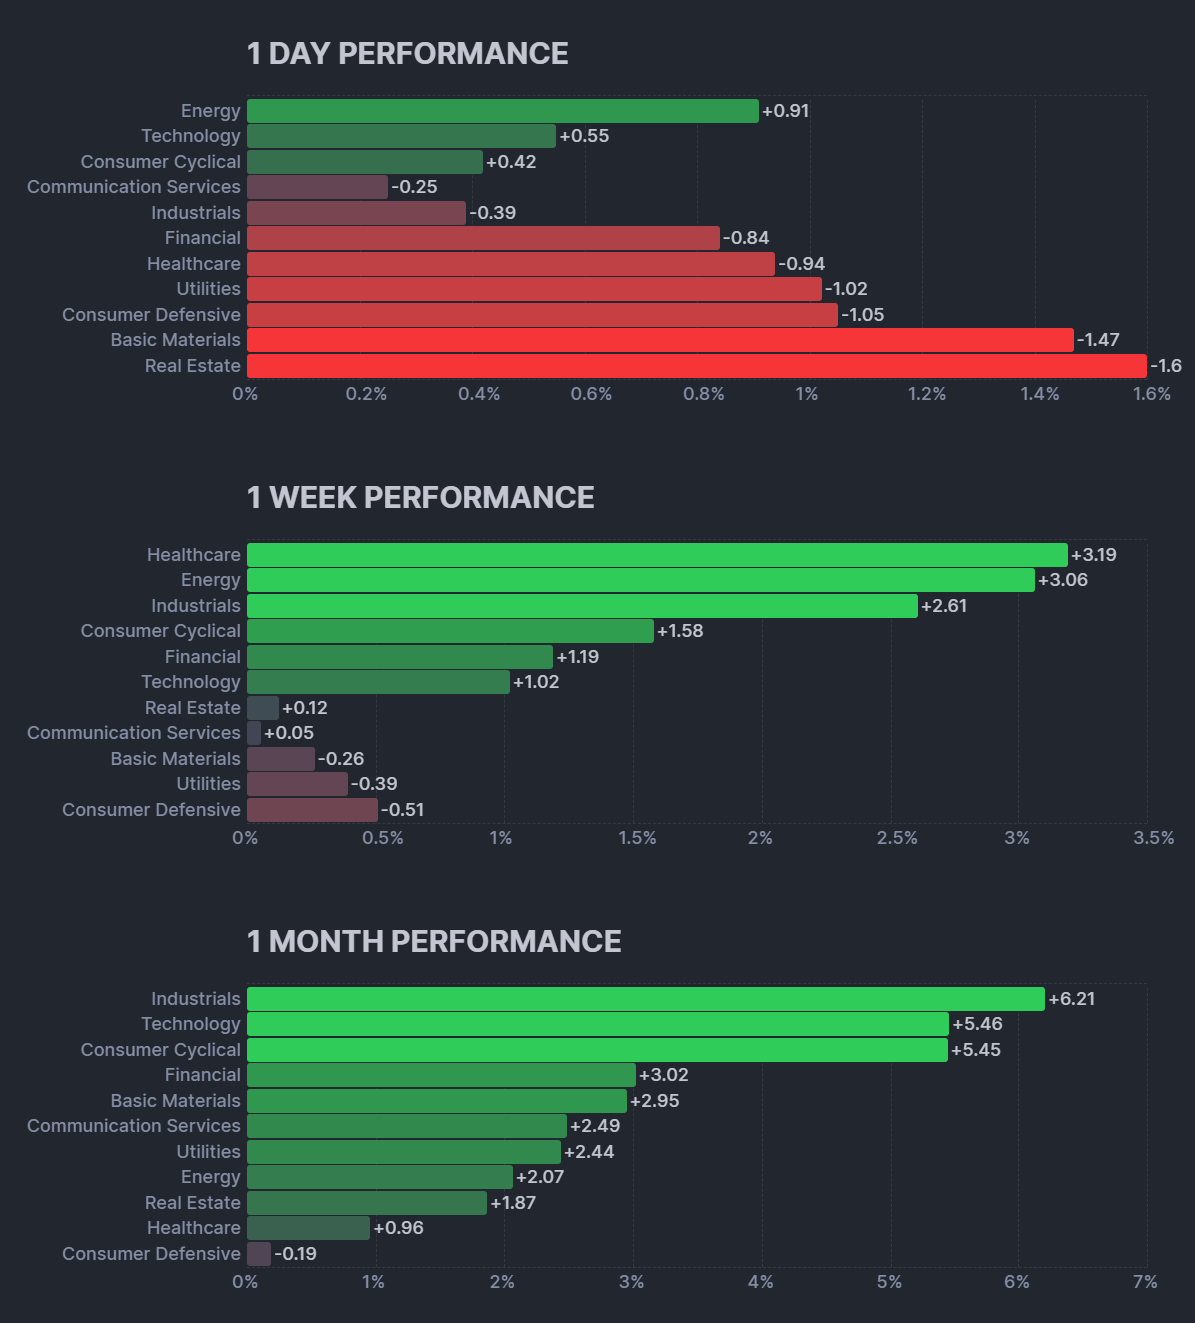 1 DAY PERFORMANCE
Energy +0.91
Technology +0.55
Consumer Cyclical +0.42
Communication Services -0.25
Industrials -0.39
Financial -0.84
Healthcare -0.94
Utilities -1.02
Consumer Defensive -1.05
Basic Materials -1.47
Real Estate -1.6
0% 0.2% 0.4% 0.6% 0.8% 1% 1.2% 1.4% 1.6%
1 WEEK PERFORMANCE
Healthcare +3.19
Energy +3.06
Industrials +2.61
Consumer Cyclical +1.58
Financial +1.19
Technology +1.02
Real Estate +0.12
Communication Services +0.05
Basic Materials -0.26
Utilities -0.39
Consumer Defensive -0.51
0% 0.5% 1% 1.5% 2% 2.5% 3% 3.5%
1 MONTH PERFORMANCE
Industrials +6.21
Technology +5.46
Consumer Cyclical +5.45
Financial +3.02
Basic Materials +2.95
Communication Services +2.49
Utilities +2.44
Energy +2.07
Real Estate +1.87
Healthcare +0.96
Consumer Defensive -0.19
0% 1% 2% 3% 4% 5% 6% 7%